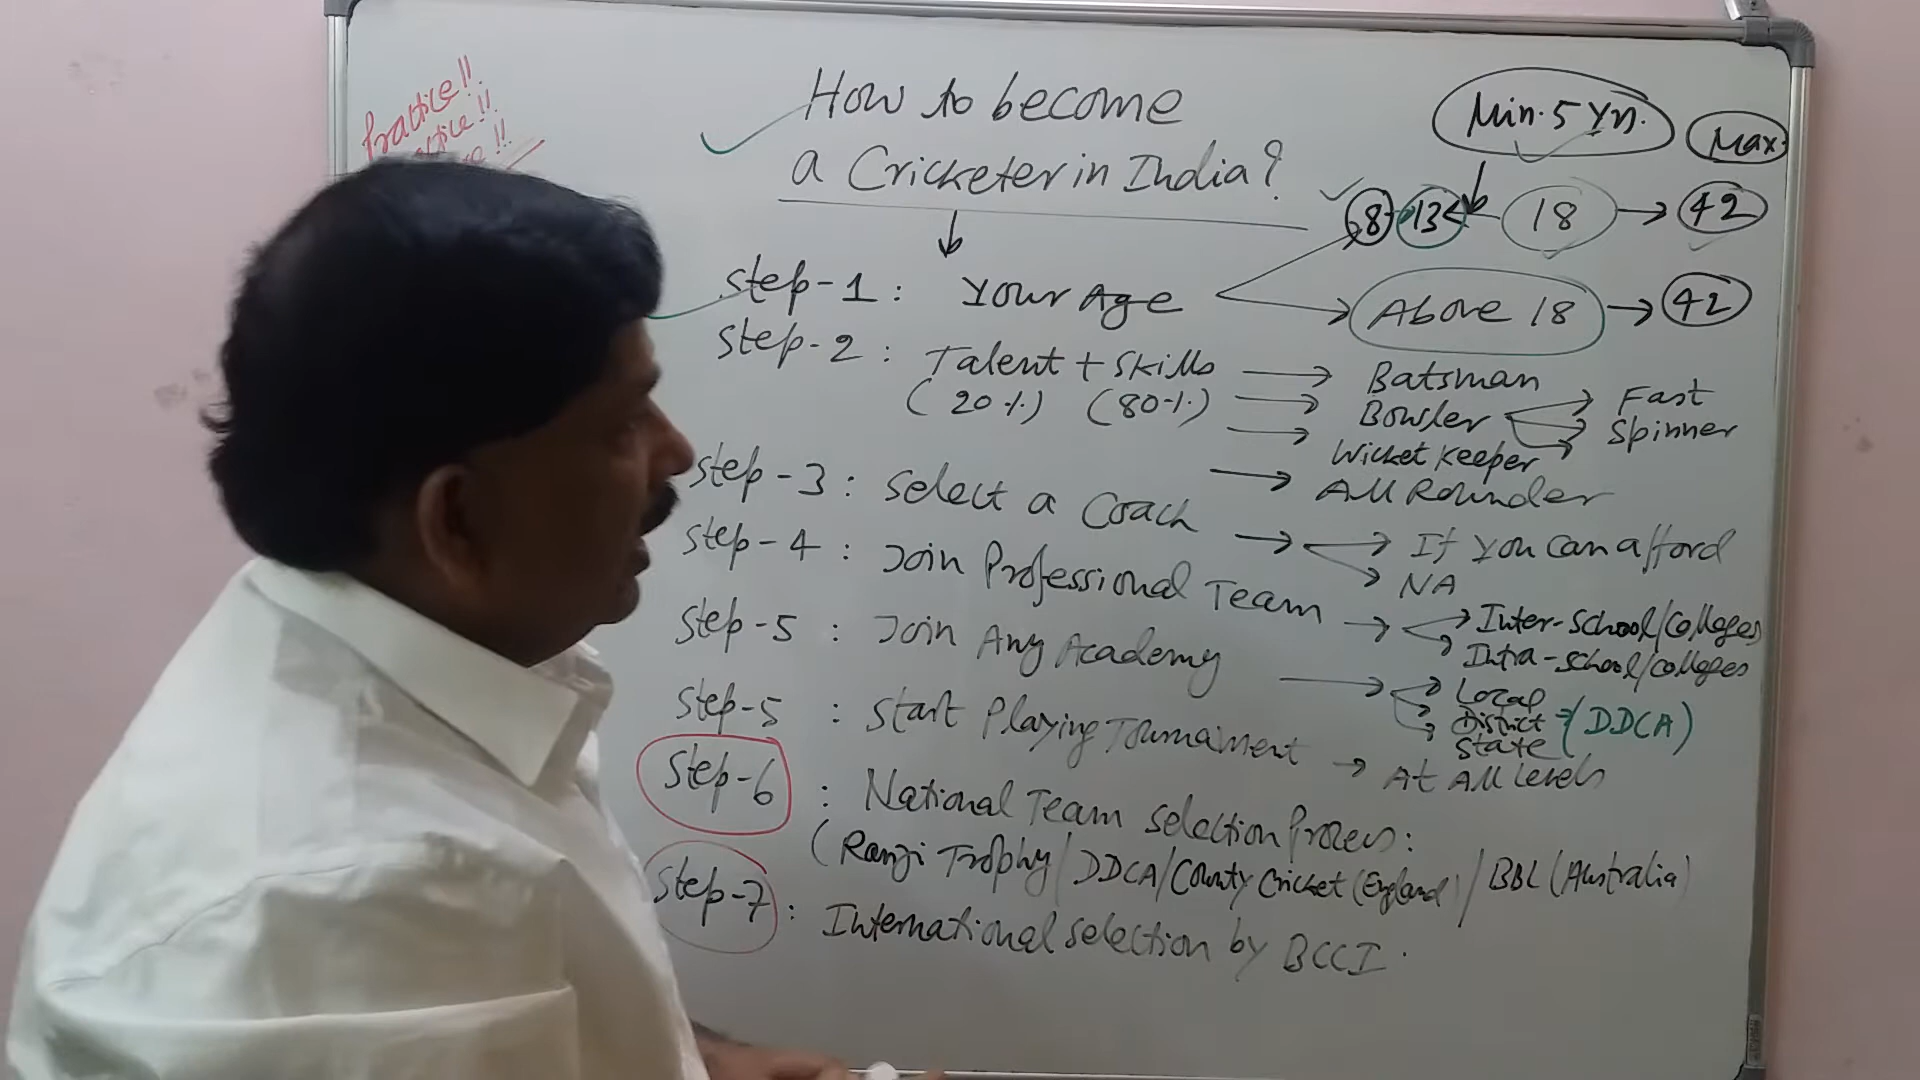 Practice!!
!!
!!
How to become
a Cricketer in India?
Min. 5 Yrs.
Max.
8 13 18 42
Step-1 : Your Age
Above 18 42
Step-2 : Talent + Skills
(20%) (80%)
Batsman
Bowler
Fast
Spinner
Wicket Keeper
All Rounder
Step-3 : Select a Coach
If You Can afford
NA
Step-4 : Join Professional Team
Inter-School/Colleges
Intra-School/Colleges
Step-5 : Join Any Academy
Local
District
State
(DDCA)
Step-5 : Start Playing Tournament
At All levels
Step-6 : National Team Selection Process:
(Ranji Trophy/DDCA/County Cricket (England)/BBL (Australia)
Step-7 : International selection by BCCI.